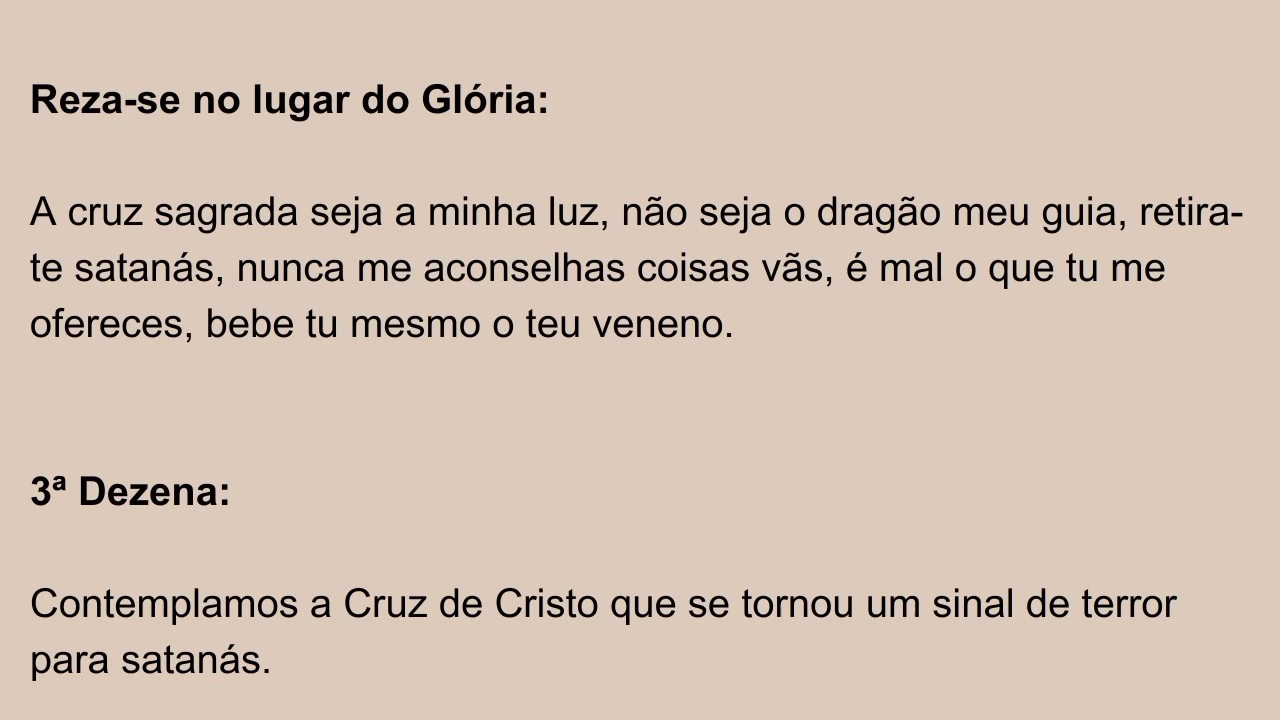 Reza-se no lugar do Glória:
A cruz sagrada seja a minha luz, não seja o dragão meu guia, retira-
te satanás, nunca me aconselhas coisas vãs, é mal o que tu me
ofereces, bebe tu mesmo o teu veneno.
3ª Dezena:
Contemplamos a Cruz de Cristo que se tornou um sinal de terror
para satanás.